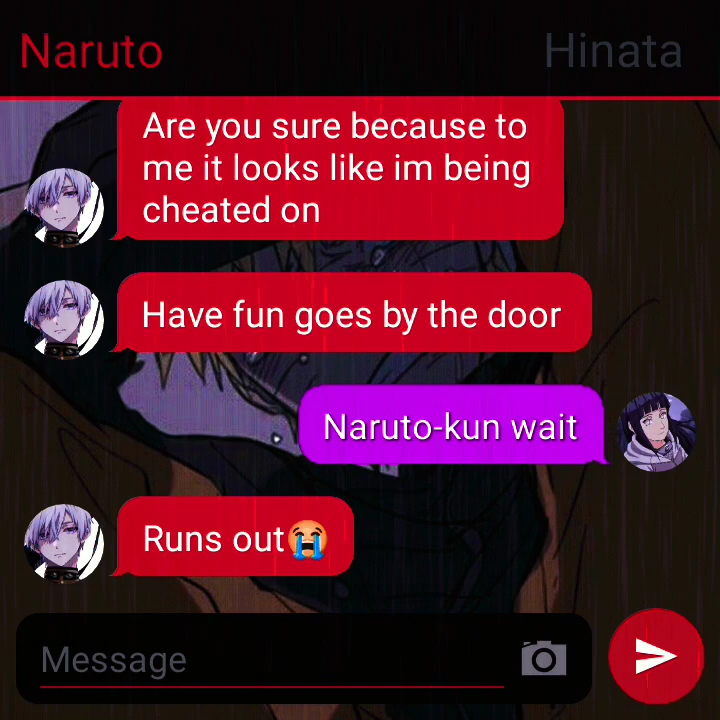 Naruto
Hinata
Are you sure because to
me it looks like im being
cheated on
Have fun goes by the door
Naruto-kun wait
Runs out😭
Message